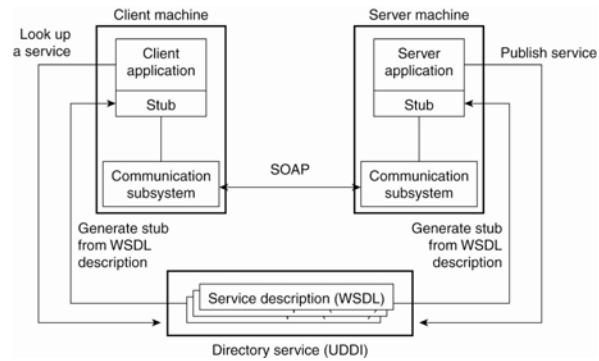 Client machine
Server machine
Look up
a service
Client
application
Stub
Server
application
Stub
Publish service
Communication
subsystem
SOAP
Communication
subsystem
Generate stub
from WSDL
description
Generate stub
from WSDL
description
Service description (WSDL)
Directory service (UDDI)